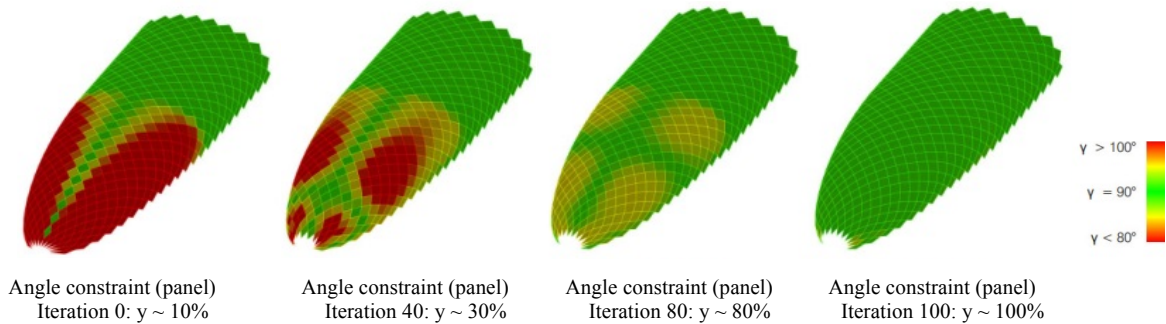 γ > 100°
γ = 90°
γ < 80°
Angle constraint (panel)
Iteration 0: y ~ 10%
Angle constraint (panel)
Iteration 40: y ~ 30%
Angle constraint (panel)
Iteration 80: y ~ 80%
Angle constraint (panel)
Iteration 100: y ~ 100%